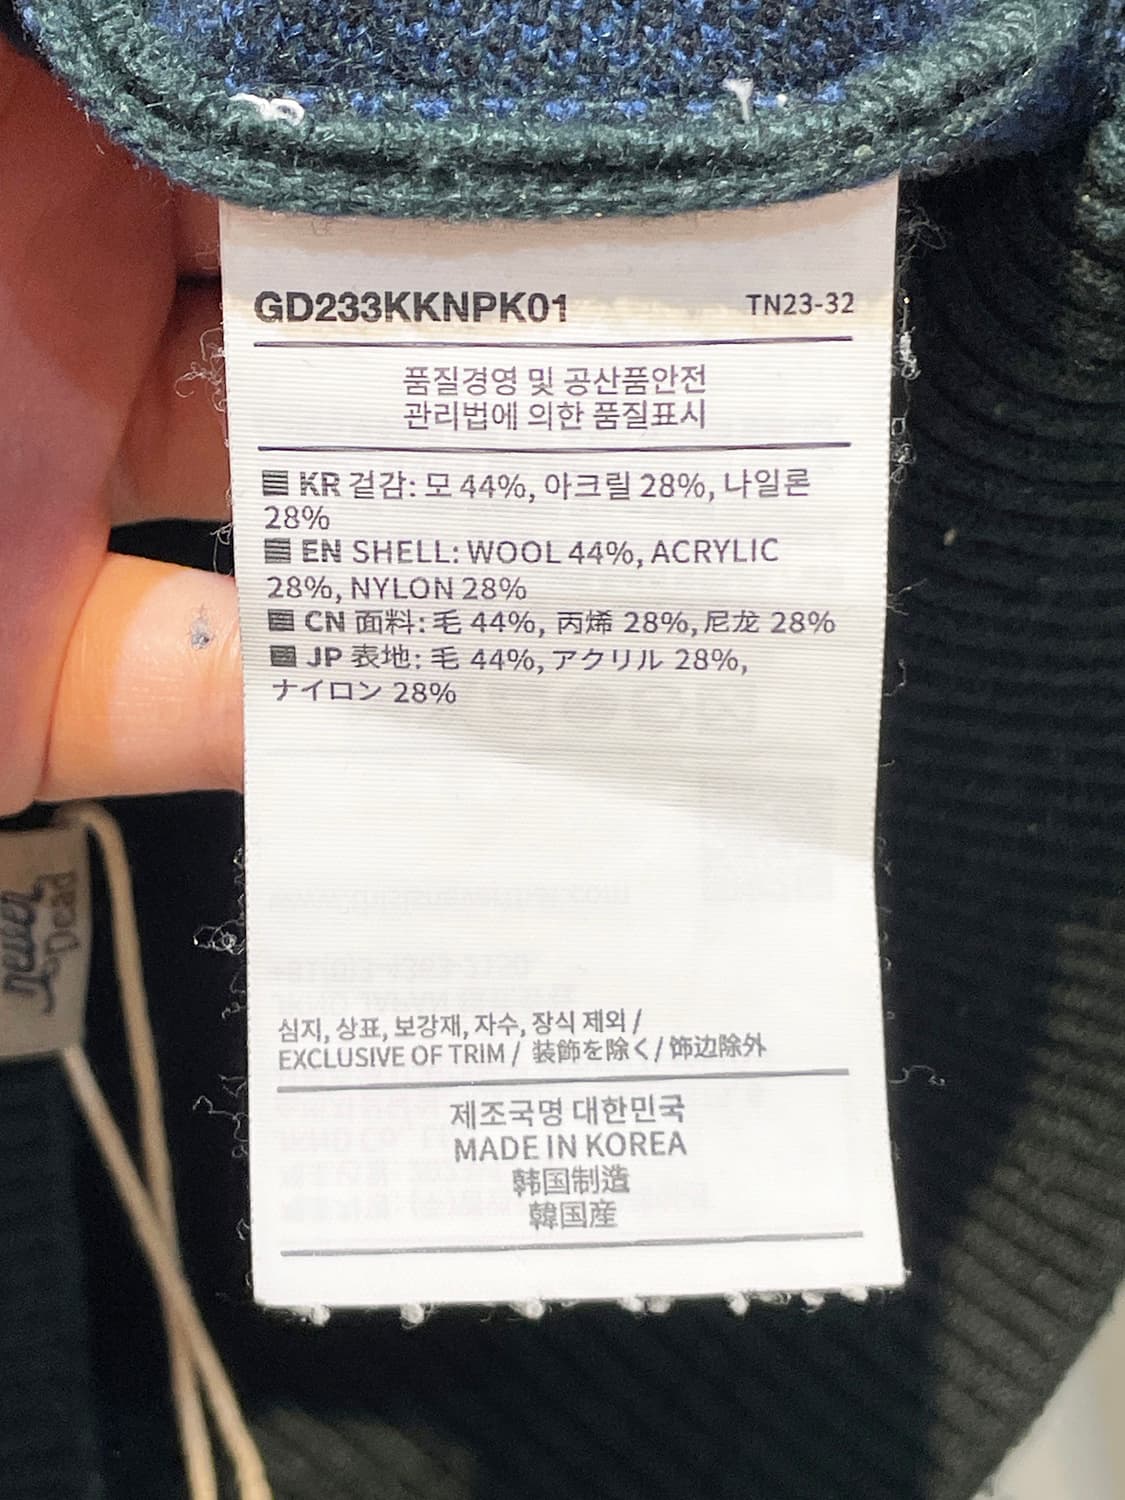 GD233KKNPK01 TN23-32
품질경영 및 공산품안전
관리법에 의한 품질표시
KR 겉감: 모 44%, 아크릴 28%, 나일론
28%
EN SHELL: WOOL 44%, ACRYLIC
28%, NYLON 28%
CN 面料: 毛 44%, 丙烯 28%, 尼龙 28%
JP 表地: 毛 44%, アクリル 28%,
ナイロン 28%
심지, 상표, 보강재, 자수, 장식 제외 /
EXCLUSIVE OF TRIM / 装飾を除く / 饰边除外
제조국명 대한민국
MADE IN KOREA
韩国制造
韓国産
never
Dead